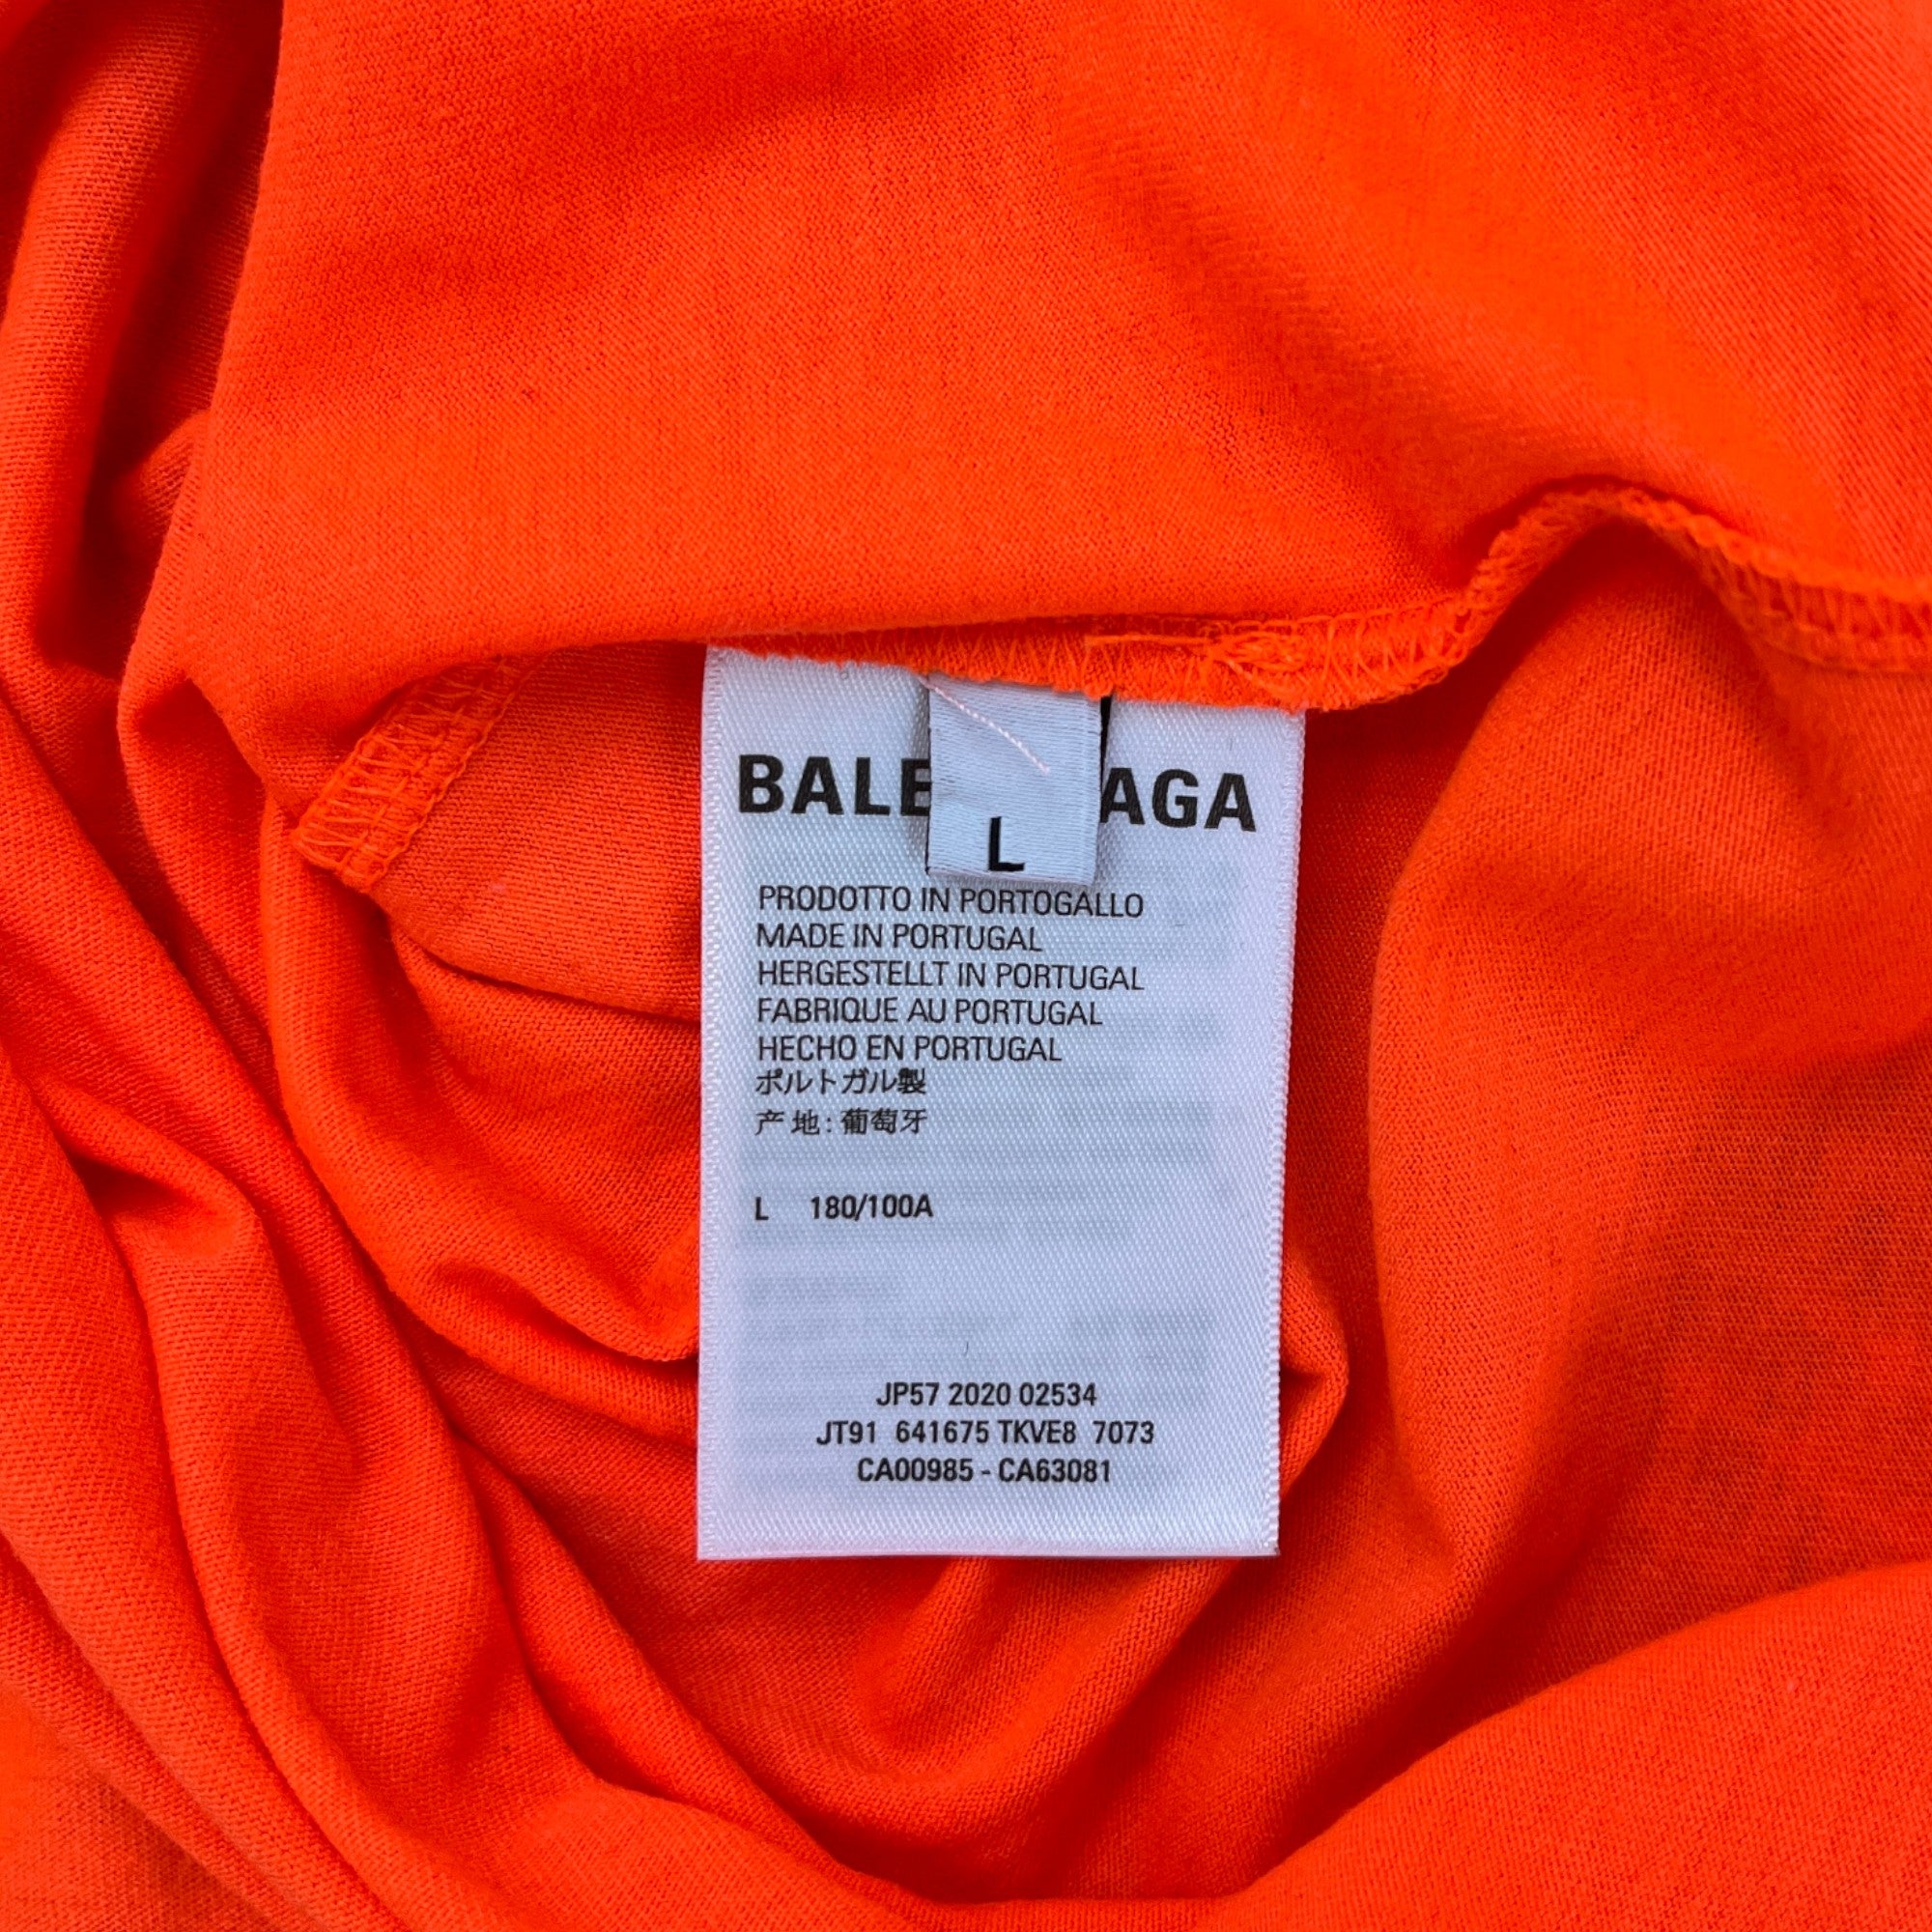 BALE AGA
L
PRODOTTO IN PORTOGALLO
MADE IN PORTUGAL
HERGESTELLT IN PORTUGAL
FABRIQUE AU PORTUGAL
HECHO EN PORTUGAL
ポルトガル製
产地:葡萄牙
L 180/100A
JP57 2020 02534
JT91 641675 TKVE8 7073
CA00985 - CA63081